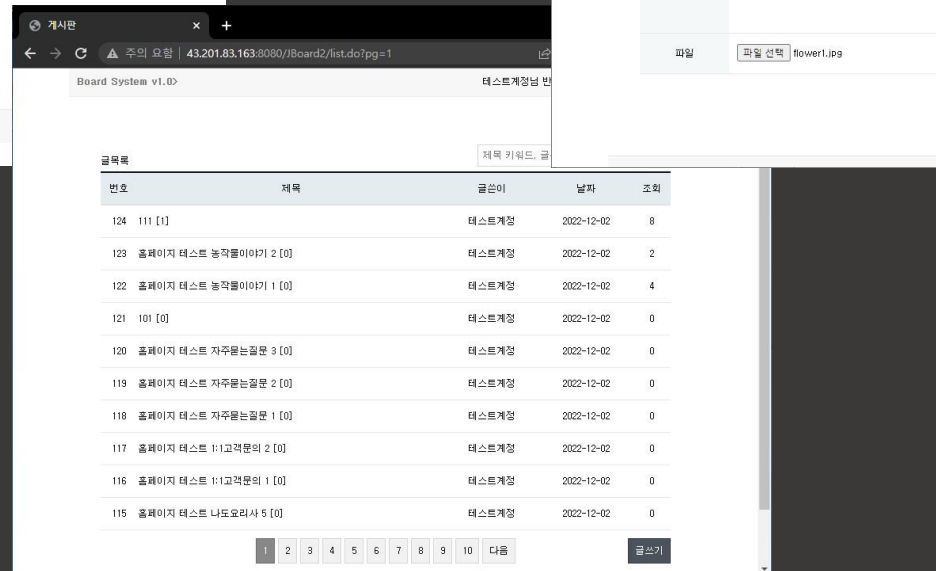 게시판
주의 요함 | 43.201.83.163:8080/JBoard2/list.do?pg=1
Board System v1.0>
테스트계정님 반
파일 파일 선택 flower1.jpg
글목록
제목 키워드, 글
번호 제목 글쓴이 날짜 조회
124 111 [1] 테스트계정 2022-12-02 8
123 홈페이지 테스트 농작물이야기 2 [0] 테스트계정 2022-12-02 2
122 홈페이지 테스트 농작물이야기 1 [0] 테스트계정 2022-12-02 4
121 101 [0] 테스트계정 2022-12-02 0
120 홈페이지 테스트 자주묻는질문 3 [0] 테스트계정 2022-12-02 0
119 홈페이지 테스트 자주묻는질문 2 [0] 테스트계정 2022-12-02 0
118 홈페이지 테스트 자주묻는질문 1 [0] 테스트계정 2022-12-02 0
117 홈페이지 테스트 1:1고객문의 2 [0] 테스트계정 2022-12-02 0
116 홈페이지 테스트 1:1고객문의 1 [0] 테스트계정 2022-12-02 0
115 홈페이지 테스트 나도요리사 5 [0] 테스트계정 2022-12-02 0
1 2 3 4 5 6 7 8 9 10 다음 글쓰기